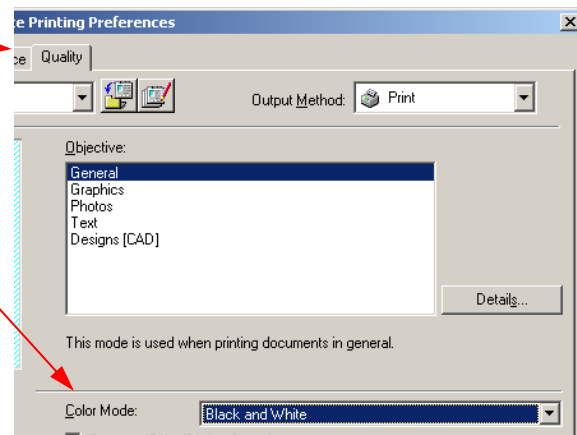 e Printing Preferences
ce Quality
Output Method: Print
Objective:
General
Graphics
Photos
Text
Designs [CAD]
Details...
This mode is used when printing documents in general.
Color Mode: Black and White